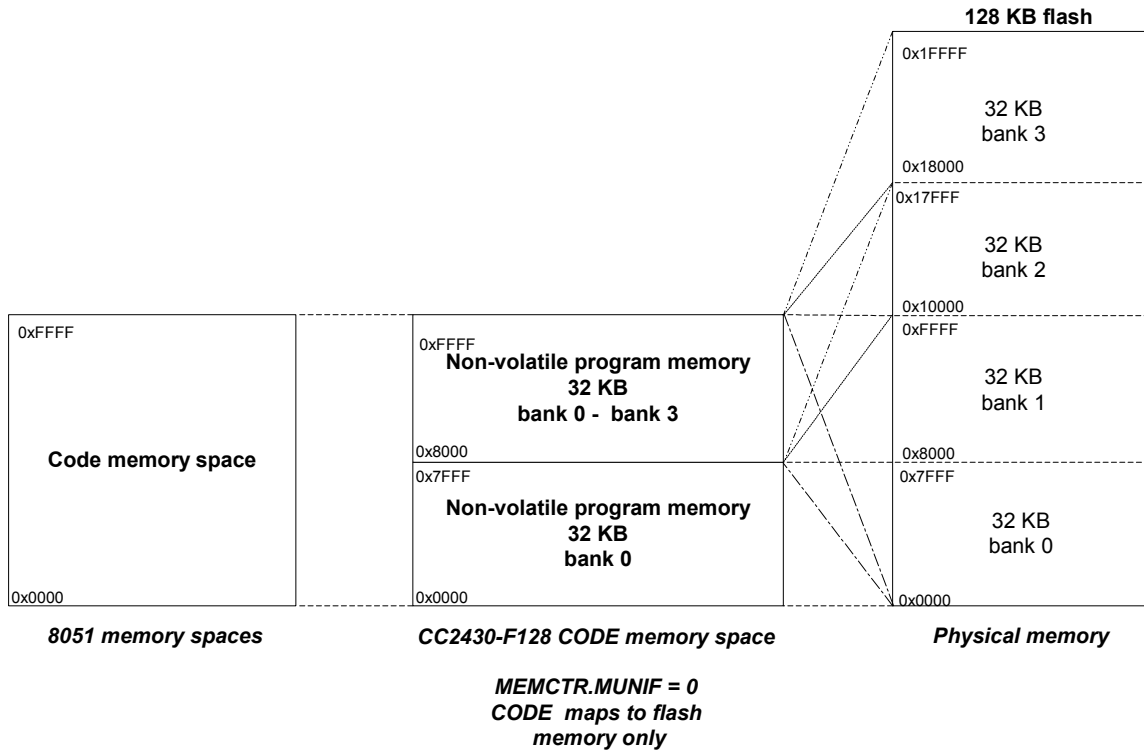 128 KB flash
0x1FFFF
32 KB
bank 3
0x18000
0x17FFF
32 KB
bank 2
0x10000
0xFFFF
32 KB
bank 1
0x8000
0x7FFF
32 KB
bank 0
0x0000
0xFFFF
Code memory space
0x0000
0xFFFF
Non-volatile program memory
32 KB
bank 0 - bank 3
0x8000
0x7FFF
Non-volatile program memory
32 KB
bank 0
0x0000
8051 memory spaces
CC2430-F128 CODE memory space
Physical memory
MEMCTR.MUNIF = 0
CODE maps to flash
memory only